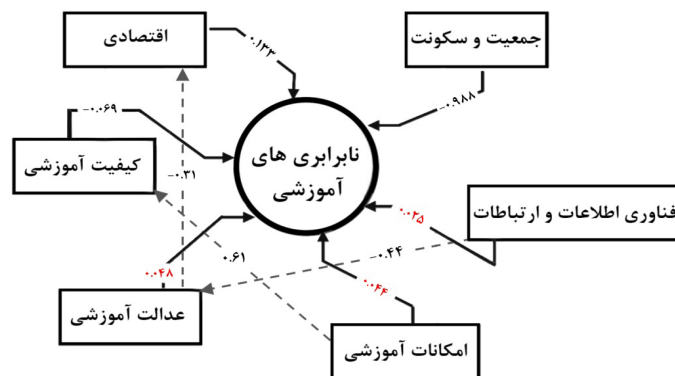 اقتصادی
جمعیت و سکونت
۰.۱۳۳
-۰.۹۸۸
-۰.۰۶۹
نابرابری های
آموزشی
کیفیت آموزشی
-۰.۳۱
فناوری اطلاعات و ارتباطات
۰.۰۲۵
۰.۶۱
-۰.۴۴
۰.۰۴۸
۰.۰۴۴
عدالت آموزشی
امکانات آموزشی